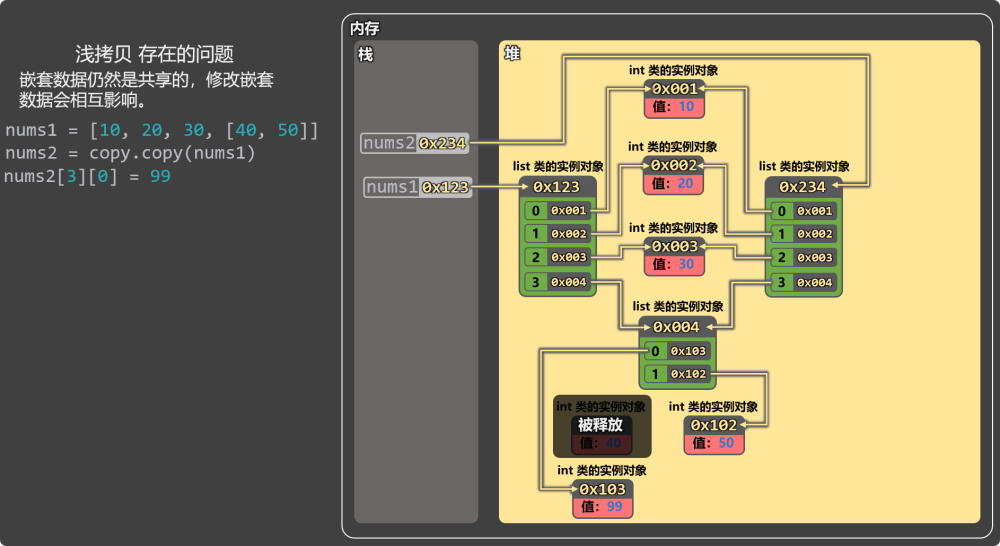 浅拷贝 存在的问题
嵌套数据仍然是共享的，修改嵌套
数据会相互影响。
nums1 = [10, 20, 30, [40, 50]]
nums2 = copy.copy(nums1)
nums2[3][0] = 99
内存
栈
nums2 0x234
nums1 0x123
堆
int 类的实例对象
0x001
值：10
int 类的实例对象
0x002
值：20
int 类的实例对象
0x003
值：30
list 类的实例对象
0x123
0 0x001
1 0x002
2 0x003
3 0x004
list 类的实例对象
0x234
0 0x001
1 0x002
2 0x003
3 0x004
list 类的实例对象
0x004
0 0x103
1 0x102
int 类的实例对象
被释放
值：40
int 类的实例对象
0x102
值：50
int 类的实例对象
0x103
值：99